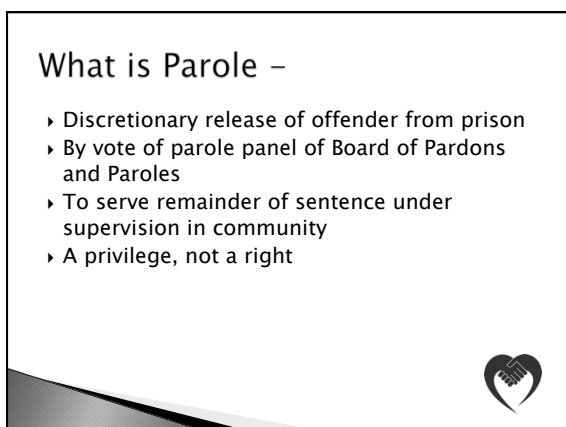 What is Parole –
‣ Discretionary release of offender from prison
‣ By vote of parole panel of Board of Pardons
and Paroles
‣ To serve remainder of sentence under
supervision in community
‣ A privilege, not a right